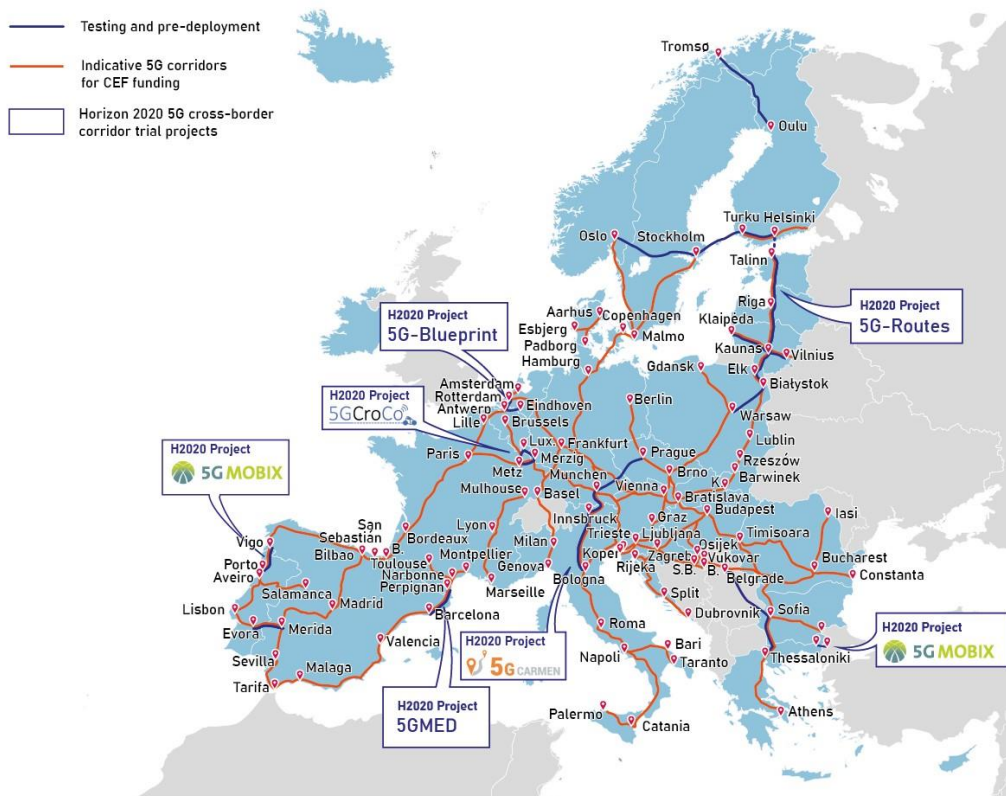 Testing and pre-deployment
Indicative 5G corridors
for CEF funding
Horizon 2020 5G cross-border
corridor trial projects
Tromsø
Oulu
Turku
Helsinki
Oslo
Stockholm
Talinn
Riga
H2020 Project
5G-Routes
Klaipėda
Kaunas
Vilnius
Aarhus
Copenhagen
Esbjerg
Padborg
Malmo
Hamburg
H2020 Project
5G-Blueprint
Gdańsk
Elk
Białystok
Amsterdam
Rotterdam
Antwerp
Eindhoven
Lille
Brussels
Berlin
Warsaw
H2020 Project
5GCroCo
Lublin
Lux.
Frankfurt
Paris
Merzig
Prague
Rzeszów
Metz
Munchen
Brno
Barwinek
K.
H2020 Project
5G MOBIX
Mulhouse
Basel
Vienna
Bratislava
Budapest
Innsbruck
Graz
Iasi
Lyon
Trieste
Ljubljana
Timisoara
Vigo
San
Sebastian
Bilbao
B.
Milan
Koper
Zagreb
Osijek
Vukovar
Porto
Aveiro
Toulouse
Montpellier
Narbonne
Perpignan
Genova
Bologna
Rijeka
S.B.
B.
Belgrade
Bucharest
Constanta
Salamanca
Marseille
Split
Lisbon
Madrid
Barcelona
Dubrovnik
Sofia
Evora
Merida
Roma
H2020 Project
5G MOBIX
Valencia
H2020 Project
5G CARMEN
Bari
Sevilla
Malaga
Napoli
Taranto
Thessaloniki
Tarifa
H2020 Project
5GMED
Palermo
Catania
Athens